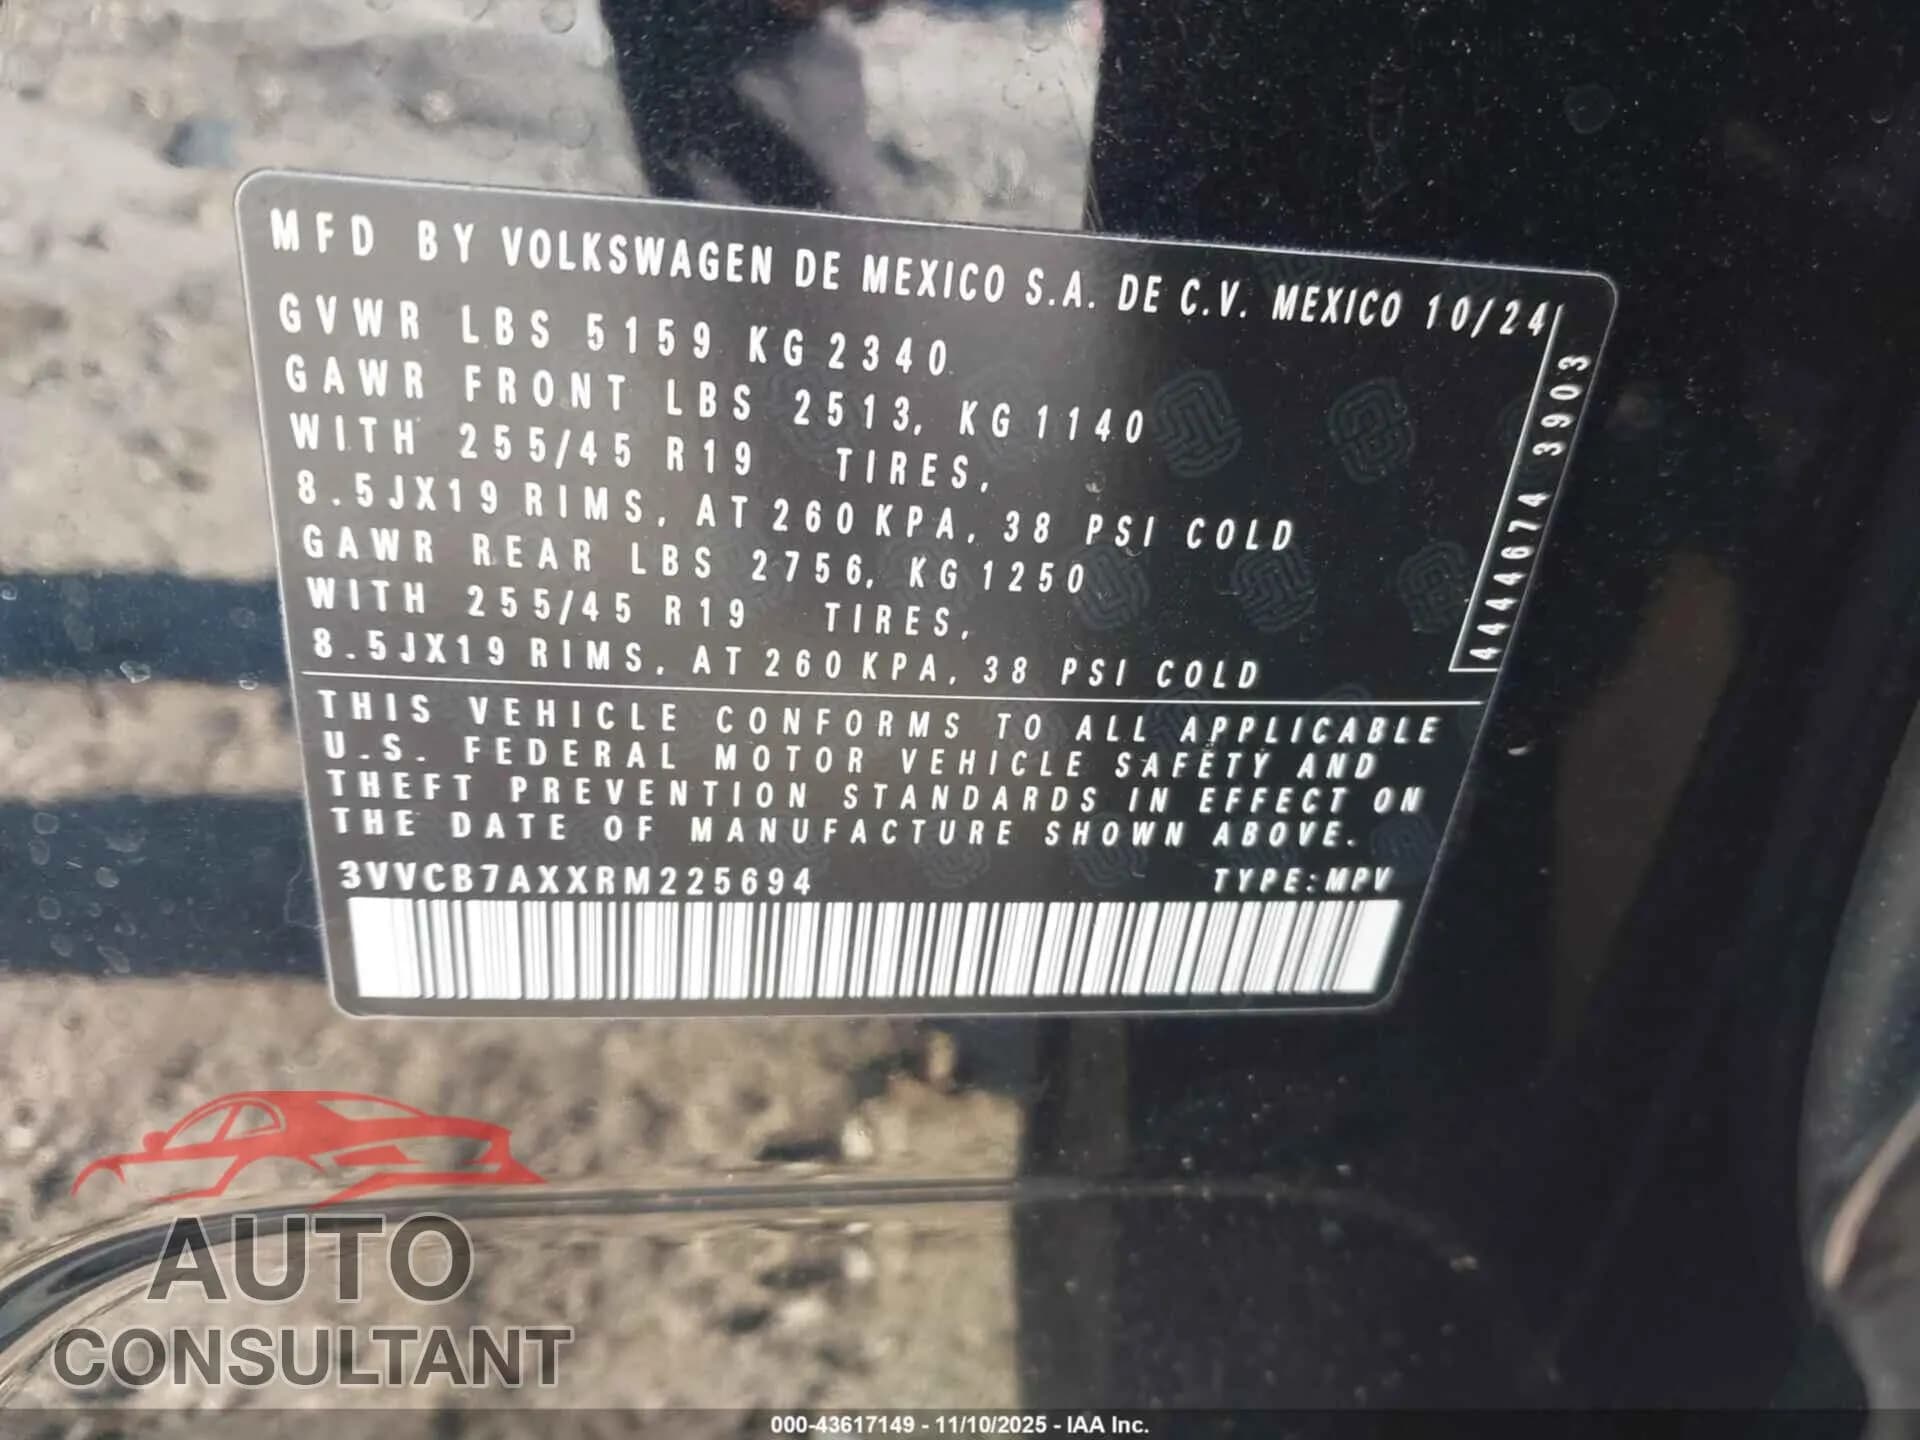 MFD BY VOLKSWAGEN DE MEXICO S.A. DE C.V. MEXICO 10/24
GVWR LBS 5159 KG 2340
GAWR FRONT LBS 2513, KG 1140
WITH 255/45 R19 TIRES,
8.5JX19 RIMS, AT 260 KPA, 38 PSI COLD
GAWR REAR LBS 2756, KG 1250
WITH 255/45 R19 TIRES,
8.5JX19 RIMS, AT 260 KPA, 38 PSI COLD
4444674 3903
THIS VEHICLE CONFORMS TO ALL APPLICABLE
U.S. FEDERAL MOTOR VEHICLE SAFETY AND
THEFT PREVENTION STANDARDS IN EFFECT ON
THE DATE OF MANUFACTURE SHOWN ABOVE.
3VVCB7AXXRM225694 TYPE:MPV
AUTO
CONSULTANT
000-43617149 - 11/10/2025 - IAA Inc.